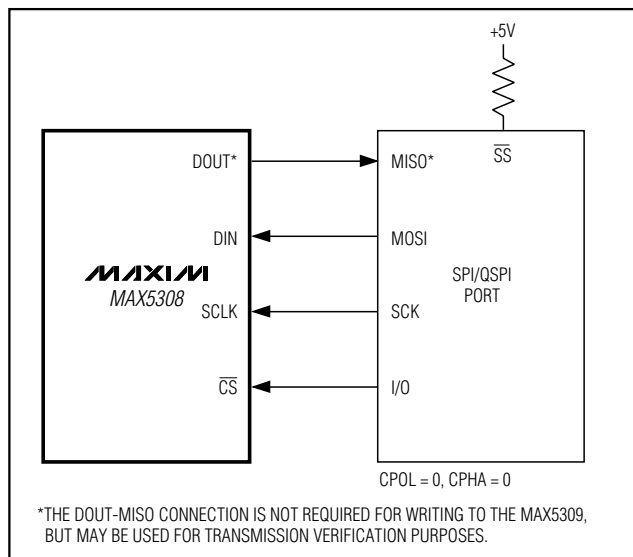 +5V
SS
DOUT*
MISO*
DIN
MOSI
MAXIM
MAX5308
SPI/QSPI
PORT
SCLK
SCK
CS
I/O
CPOL = 0, CPHA = 0
*THE DOUT-MISO CONNECTION IS NOT REQUIRED FOR WRITING TO THE MAX5309,
BUT MAY BE USED FOR TRANSMISSION VERIFICATION PURPOSES.